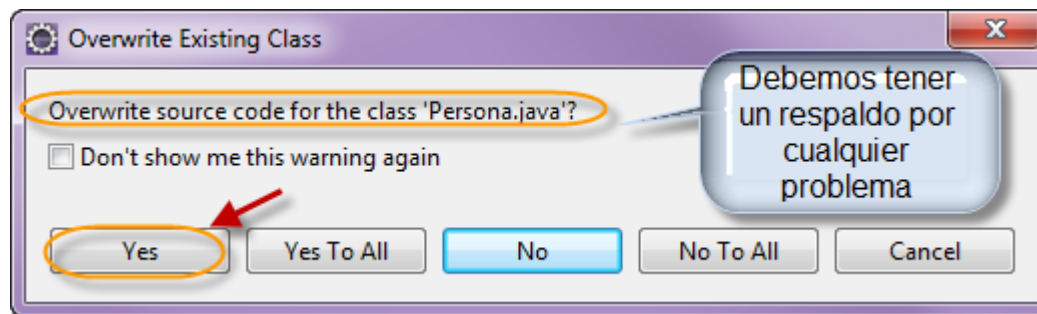 Overwrite Existing Class
Overwrite source code for the class 'Persona.java'?
Debemos tener
un respaldo por
cualquier
problema
Don't show me this warning again
Yes
Yes To All
No
No To All
Cancel